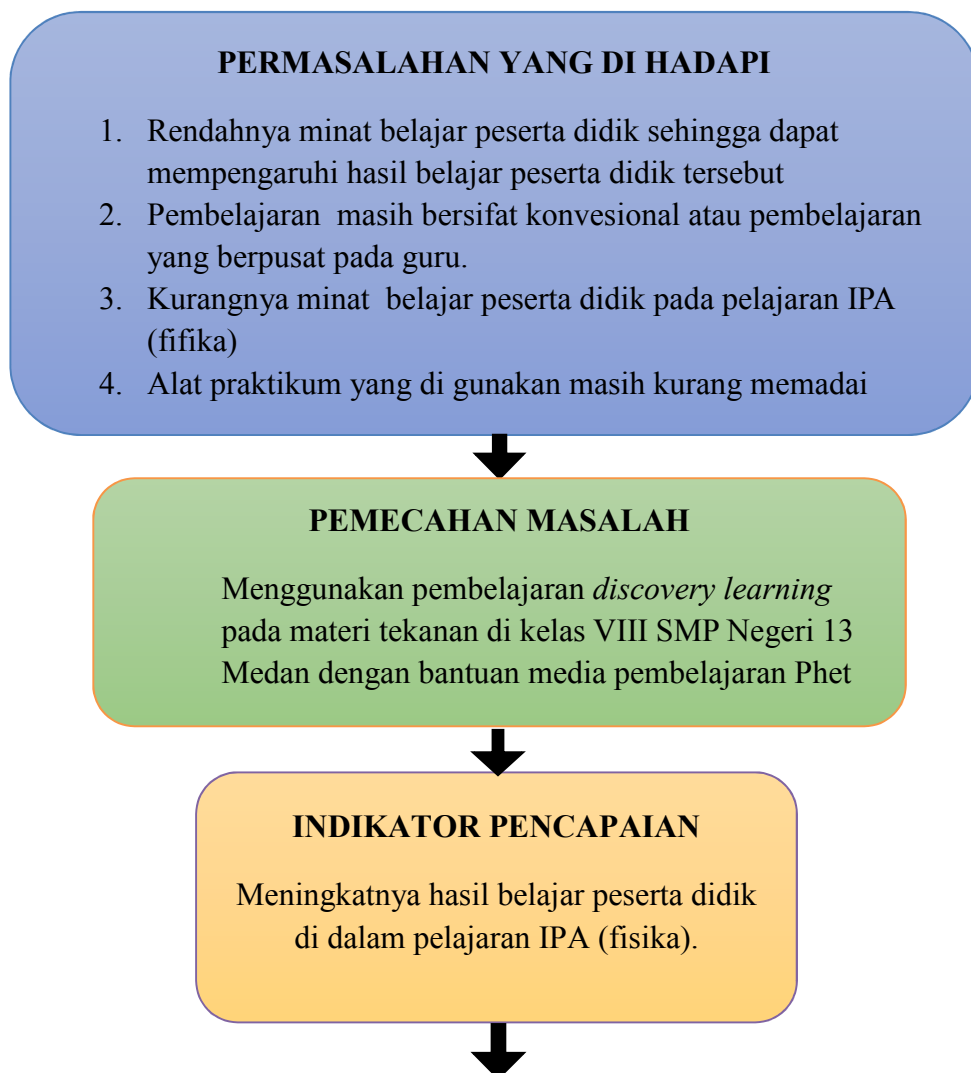 PERMASALAHAN YANG DI HADAPI
1. Rendahnya minat belajar peserta didik sehingga dapat
mempengaruhi hasil belajar peserta didik tersebut
2. Pembelajaran masih bersifat konvesional atau pembelajaran
yang berpusat pada guru.
3. Kurangnya minat belajar peserta didik pada pelajaran IPA
(fifika)
4. Alat praktikum yang di gunakan masih kurang memadai
PEMECAHAN MASALAH
Menggunakan pembelajaran discovery learning
pada materi tekanan di kelas VIII SMP Negeri 13
Medan dengan bantuan media pembelajaran Phet
INDIKATOR PENCAPAIAN
Meningkatnya hasil belajar peserta didik
di dalam pelajaran IPA (fisika).